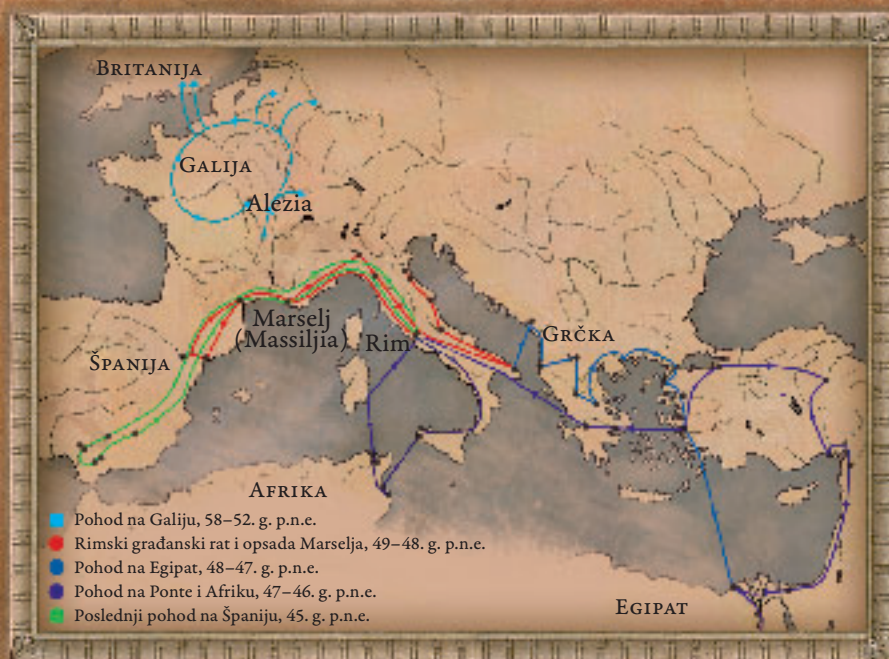 BRITANIJA
GALIJA
Alezia
Marselj
(Massiljia)
Rim
GRČKA
ŠPANIJA
AFRIKA
EGIPAT
Pohod na Galiju, 58–52. g. p.n.e.
Rimski građanski rat i opsada Marselja, 49–48. g. p.n.e.
Pohod na Egipat, 48–47. g. p.n.e.
Pohod na Ponte i Afriku, 47–46. g. p.n.e.
Poslednji pohod na Španiju, 45. g. p.n.e.